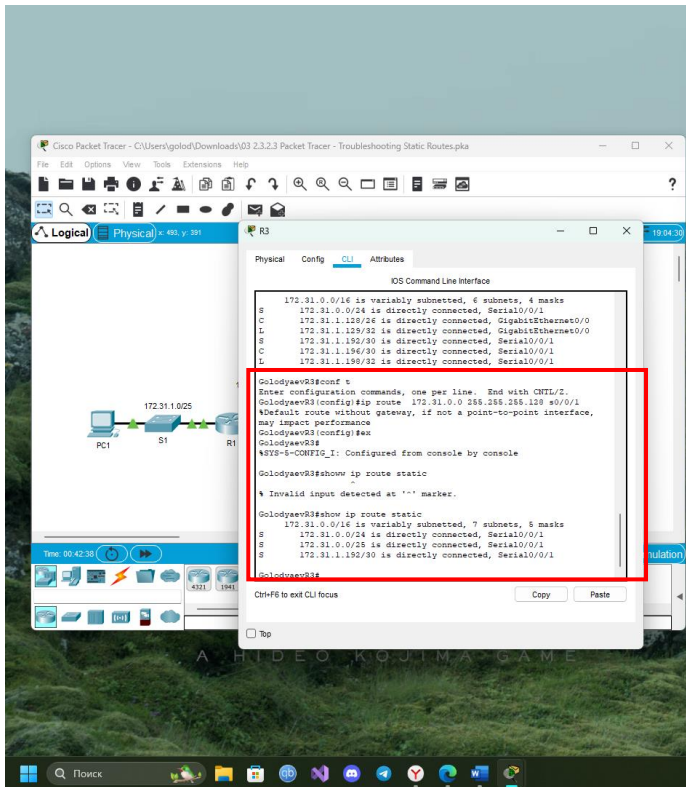 Cisco Packet Tracer - C:\Users\golod\Downloads\03 2.3.2.3 Packet Tracer - Troubleshooting Static Routes.pka
File Edit Options View Tools Extensions Help
?
Logical Physical x: 493, y: 391
19:04:30
R3
Physical Config CLI Attributes
IOS Command Line Interface
172.31.0.0/16 is variably subnetted, 6 subnets, 4 masks
S 172.31.0.0/24 is directly connected, Serial0/0/1
C 172.31.1.128/26 is directly connected, GigabitEthernet0/0
L 172.31.1.129/32 is directly connected, GigabitEthernet0/0
S 172.31.1.192/30 is directly connected, Serial0/0/1
C 172.31.1.196/30 is directly connected, Serial0/0/1
L 172.31.1.198/32 is directly connected, Serial0/0/1
GolodyaevR3#conf t
Enter configuration commands, one per line. End with CNTL/Z.
GolodyaevR3(config)#ip route 172.31.0.0 255.255.255.128 s0/0/1
%Default route without gateway, if not a point-to-point interface,
may impact performance
GolodyaevR3(config)#ex
GolodyaevR3#
%SYS-5-CONFIG_I: Configured from console by console
GolodyaevR3#showw ip route static
^
% Invalid input detected at '^' marker.
GolodyaevR3#show ip route static
172.31.0.0/16 is variably subnetted, 7 subnets, 5 masks
S 172.31.0.0/24 is directly connected, Serial0/0/1
S 172.31.0.0/25 is directly connected, Serial0/0/1
S 172.31.1.192/30 is directly connected, Serial0/0/1
GolodyaevR3#
Ctrl+F6 to exit CLI focus
Copy Paste
Top
172.31.1.0/25
PC1 S1 R1
Time: 00:42:38
4321 1941
A HIDEO KOJIMA GAME
Поиск